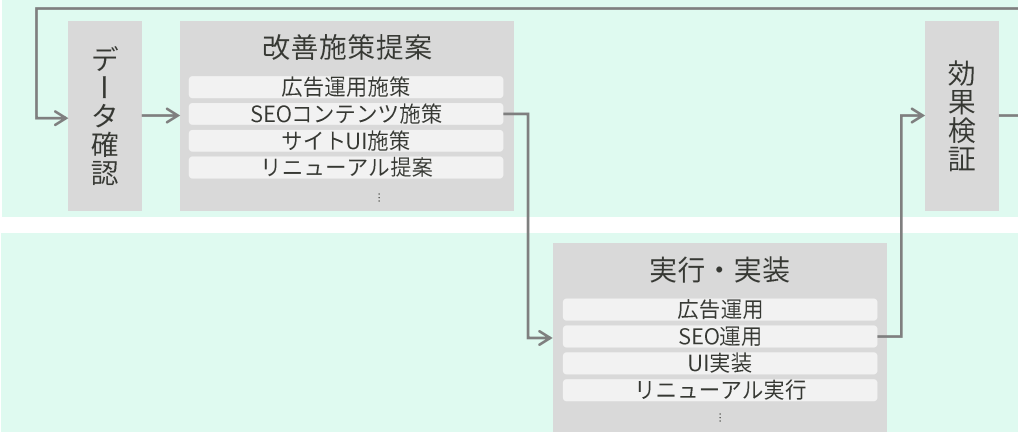 データ確認
改善施策提案
広告運用施策
SEOコンテンツ施策
サイトUI施策
リニューアル提案
⋮
実行・実装
広告運用
SEO運用
UI実装
リニューアル実行
⋮
効果検証